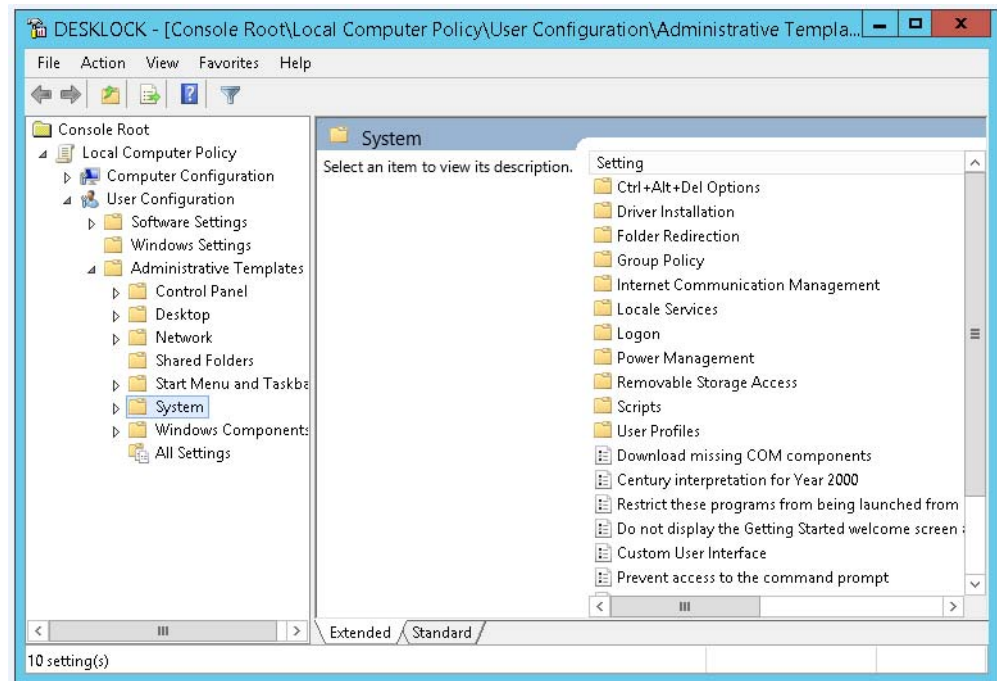 DESKLOCK - [Console Root\Local Computer Policy\User Configuration\Administrative Templa...
File Action View Favorites Help
Console Root
Local Computer Policy
Computer Configuration
User Configuration
Software Settings
Windows Settings
Administrative Templates
Control Panel
Desktop
Network
Shared Folders
Start Menu and Taskba
System
Windows Components
All Settings
System
Select an item to view its description.
Setting
Ctrl+Alt+Del Options
Driver Installation
Folder Redirection
Group Policy
Internet Communication Management
Locale Services
Logon
Power Management
Removable Storage Access
Scripts
User Profiles
Download missing COM components
Century interpretation for Year 2000
Restrict these programs from being launched from
Do not display the Getting Started welcome screen
Custom User Interface
Prevent access to the command prompt
Extended Standard
10 setting(s)